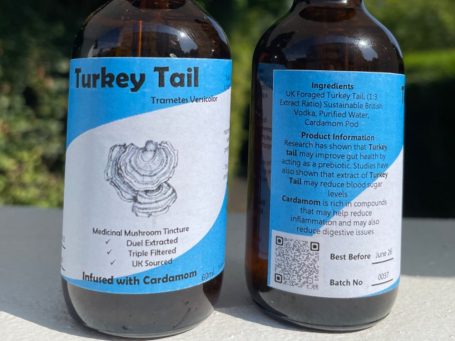 Turkey Tail
Trametes Versicolor
Medicinal Mushroom Tincture
✓ Duel Extracted
✓ Triple Filtered
✓ UK Sourced
Infused with Cardamom
60ml
Ingredients
UK Foraged Turkey Tail, (1:3
Extract Ratio) Sustainable British
Vodka, Purified Water,
Cardamom Pod
Product Information
Research has shown that Turkey
tail may improve gut health by
acting as a prebiotic. Studies have
also shown that extract of Turkey
Tail may reduce blood sugar
levels
Cardamom is rich in compounds
that may help reduce
inflammation and may also
reduce digestive issues
Best Before June 26
Batch No 0037